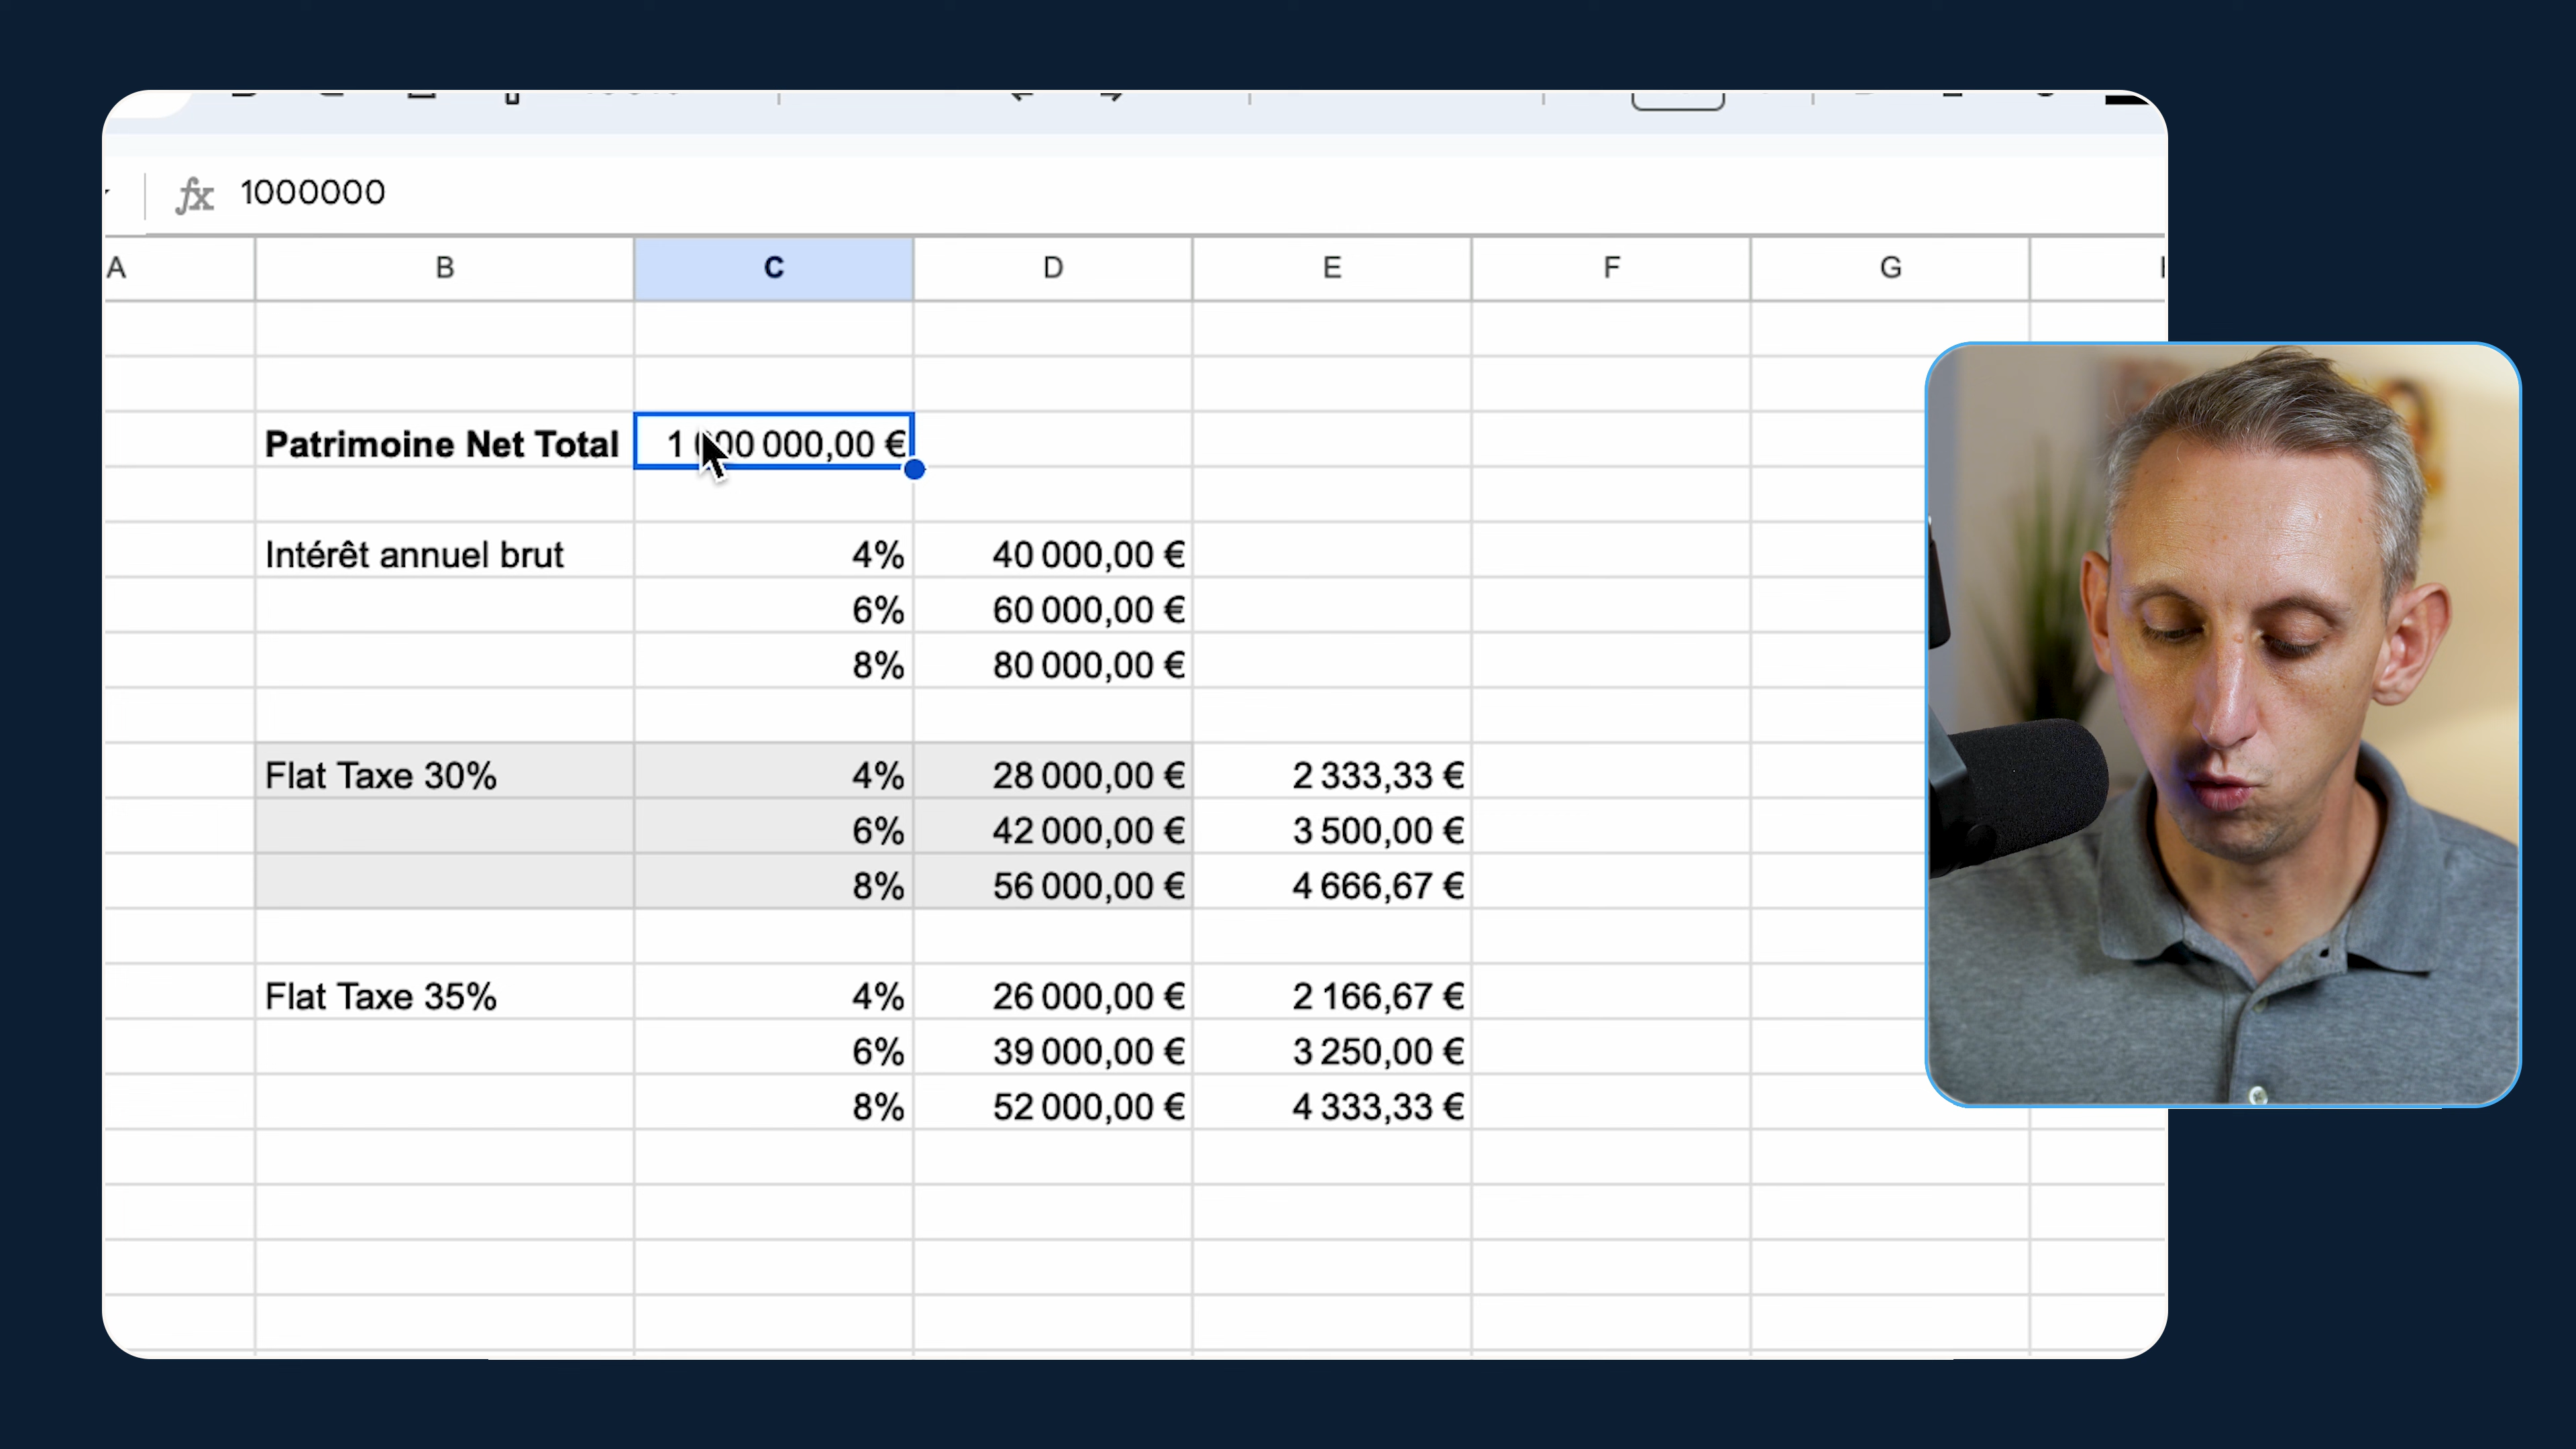 fx 1000000
A B C D E F G
Patrimoine Net Total 1 000 000,00 €
Intérêt annuel brut 4% 40 000,00 €
6% 60 000,00 €
8% 80 000,00 €
Flat Taxe 30% 4% 28 000,00 € 2 333,33 €
6% 42 000,00 € 3 500,00 €
8% 56 000,00 € 4 666,67 €
Flat Taxe 35% 4% 26 000,00 € 2 166,67 €
6% 39 000,00 € 3 250,00 €
8% 52 000,00 € 4 333,33 €